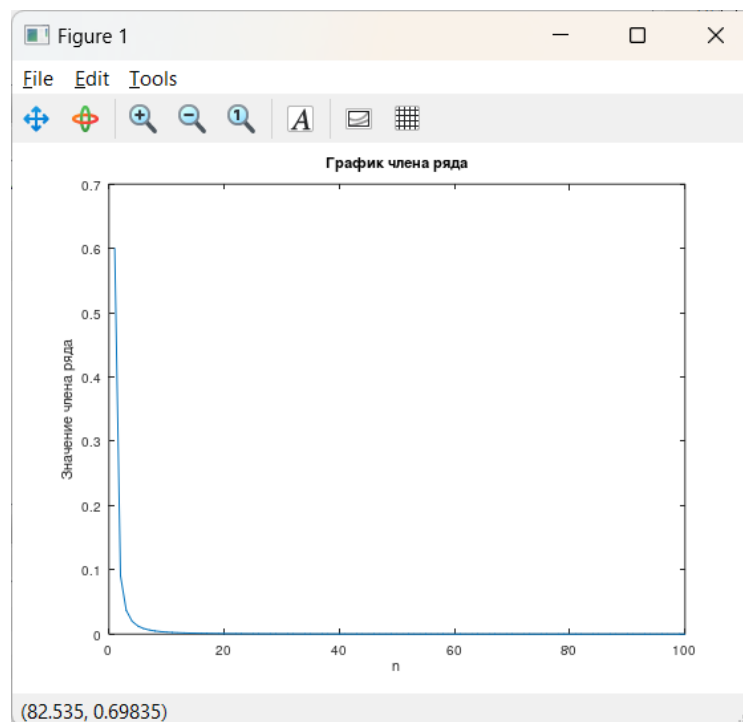 Figure 1
File Edit Tools
График члена ряда
Значение члена ряда
0.7
0.6
0.5
0.4
0.3
0.2
0.1
0
0 20 40 60 80 100
n
(82.535, 0.69835)